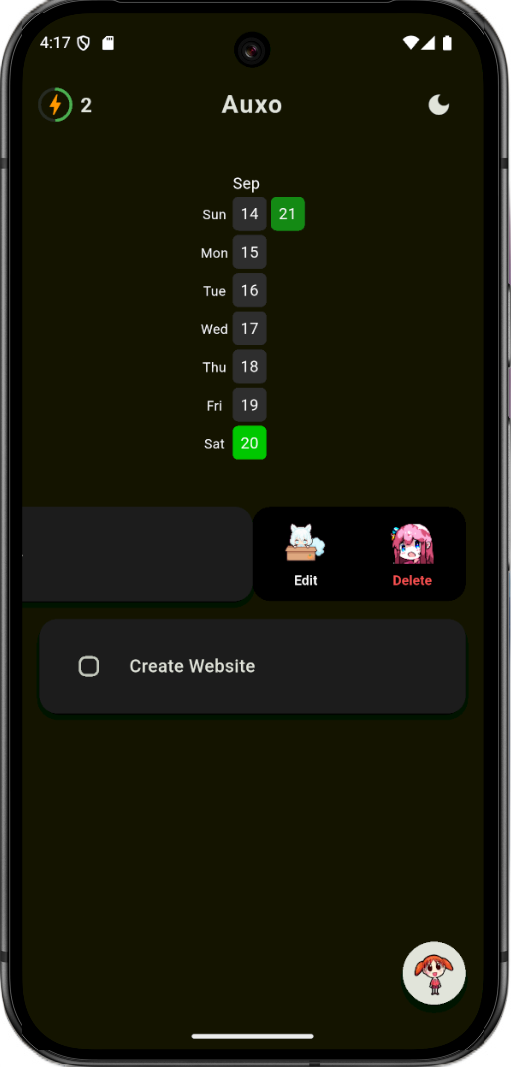 4:17
2 Auxo
Sep
Sun 14 21
Mon 15
Tue 16
Wed 17
Thu 18
Fri 19
Sat 20
Edit Delete
Create Website